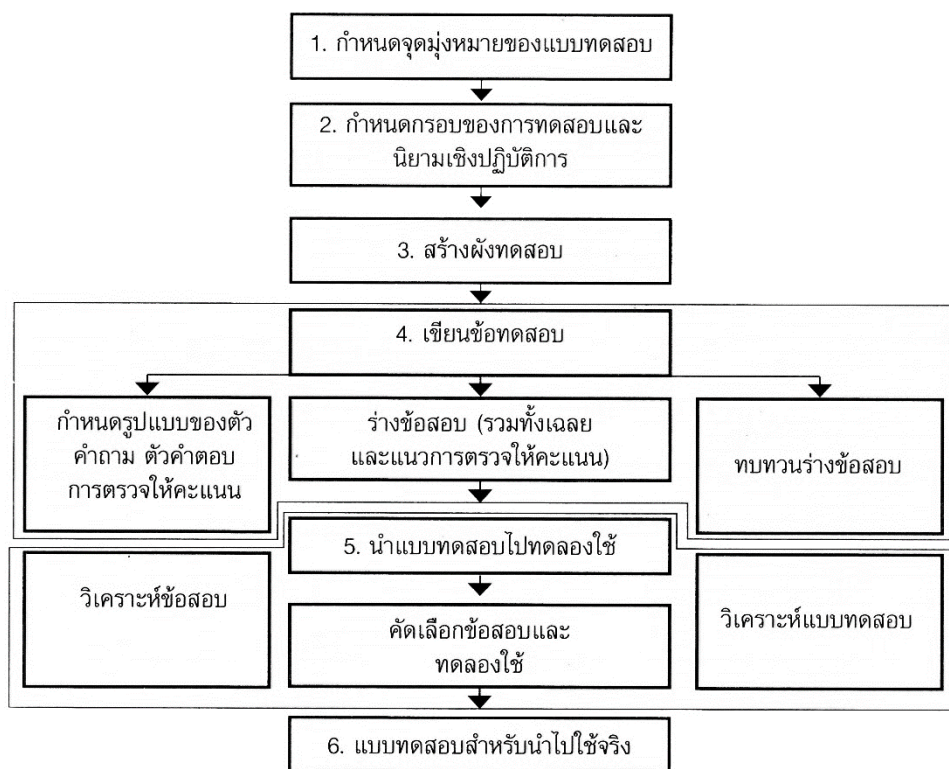 1. กำหนดจุดมุ่งหมายของแบบทดสอบ
2. กำหนดกรอบของการทดสอบและ
นิยามเชิงปฏิบัติการ
3. สร้างผังทดสอบ
4. เขียนข้อทดสอบ
กำหนดรูปแบบของตัว
คำถาม ตัวคำตอบ
การตรวจให้คะแนน
ร่างข้อสอบ (รวมทั้งเฉลย
และแนวการตรวจให้คะแนน)
ทบทวนร่างข้อสอบ
5. นำแบบทดสอบไปทดลองใช้
วิเคราะห์ข้อสอบ
คัดเลือกข้อสอบและ
ทดลองใช้
วิเคราะห์แบบทดสอบ
6. แบบทดสอบสำหรับนำไปใช้จริง